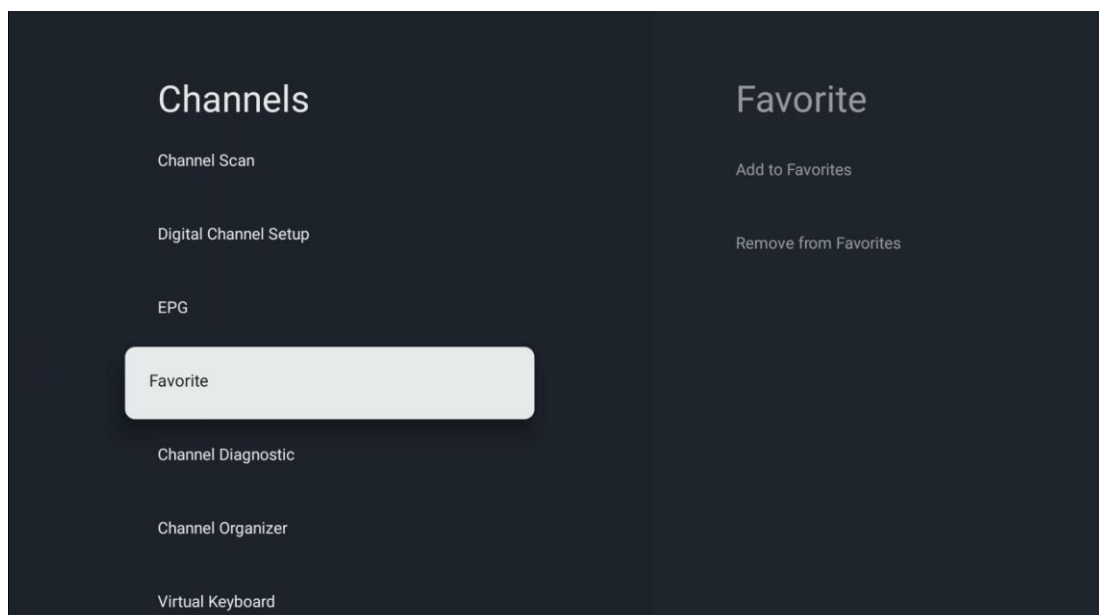 Channels
Channel Scan
Digital Channel Setup
EPG
Favorite
Channel Diagnostic
Channel Organizer
Virtual Keyboard
Favorite
Add to Favorites
Remove from Favorites